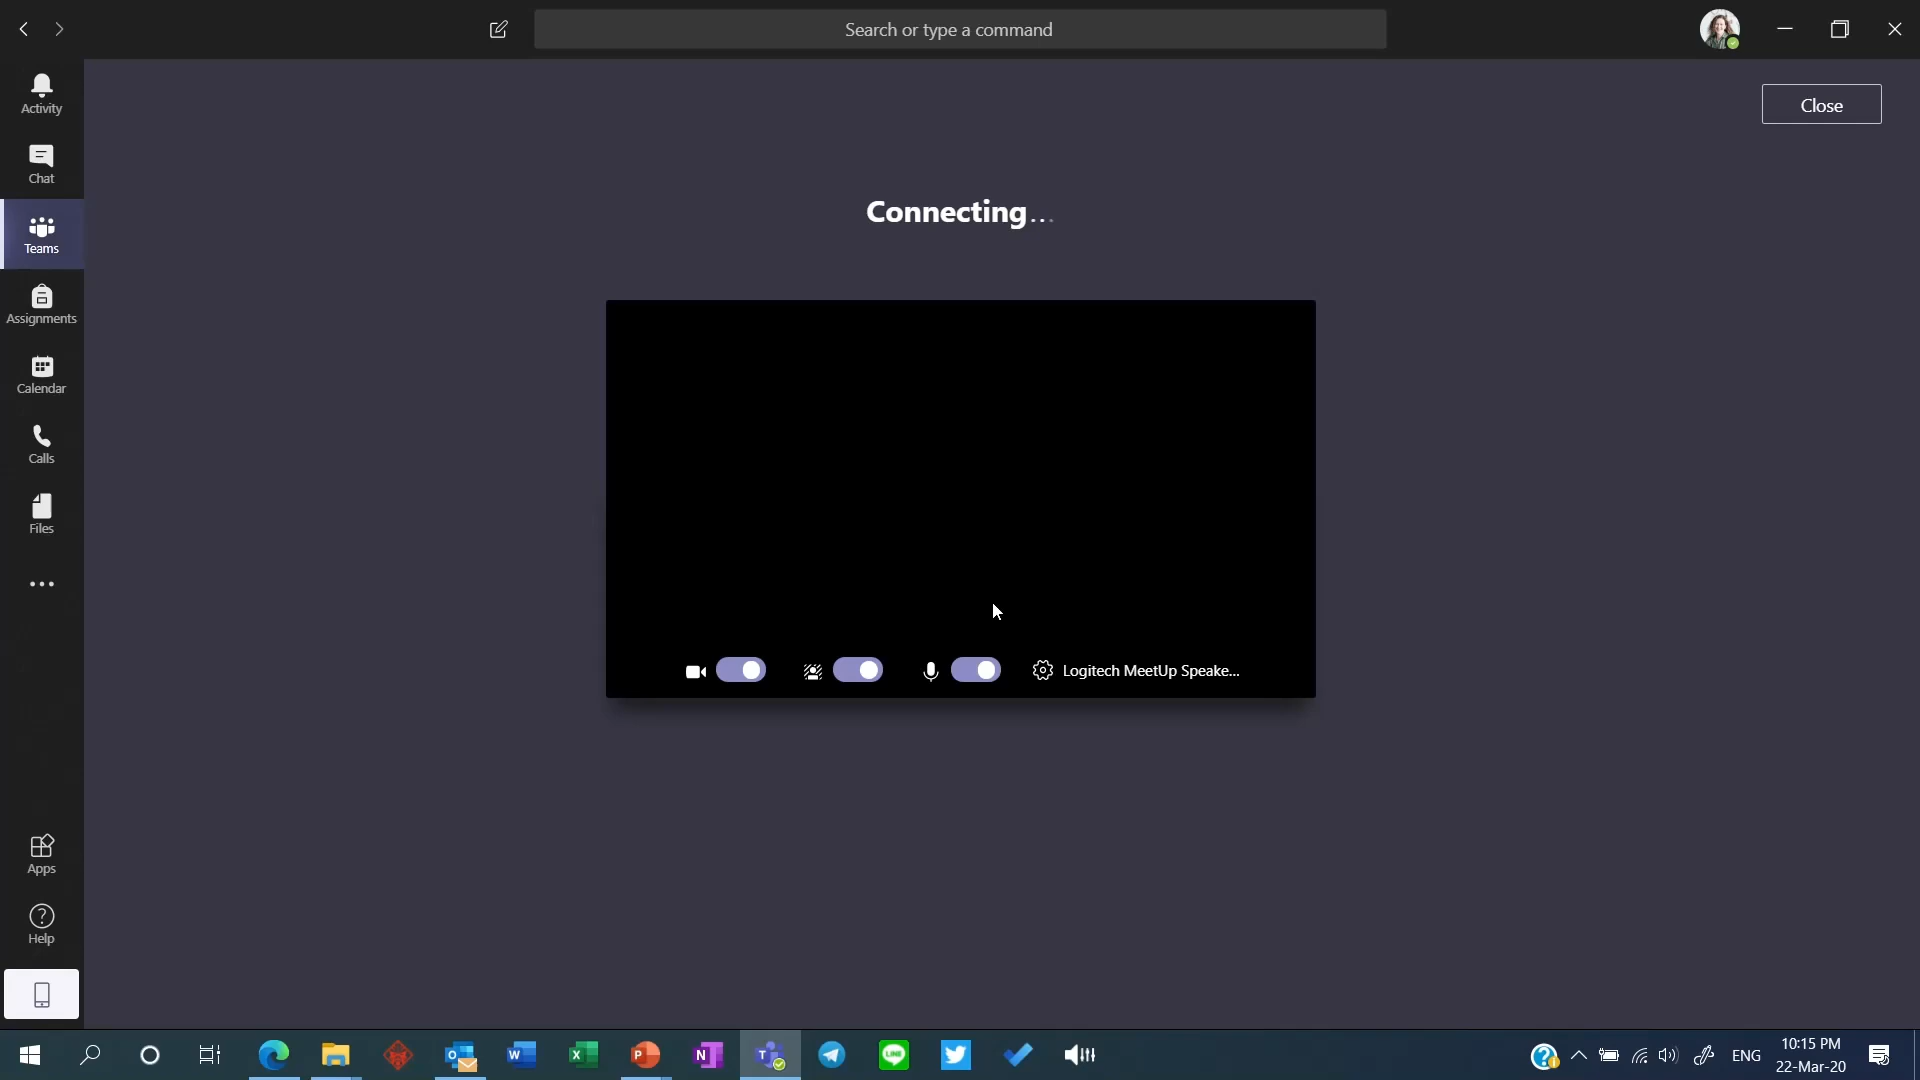 Search or type a command
Activity
Chat
Teams
Assignments
Calendar
Calls
Files
Apps
Help
Close
Connecting...
Logitech MeetUp Speake...
ENG
10:15 PM
22-Mar-20